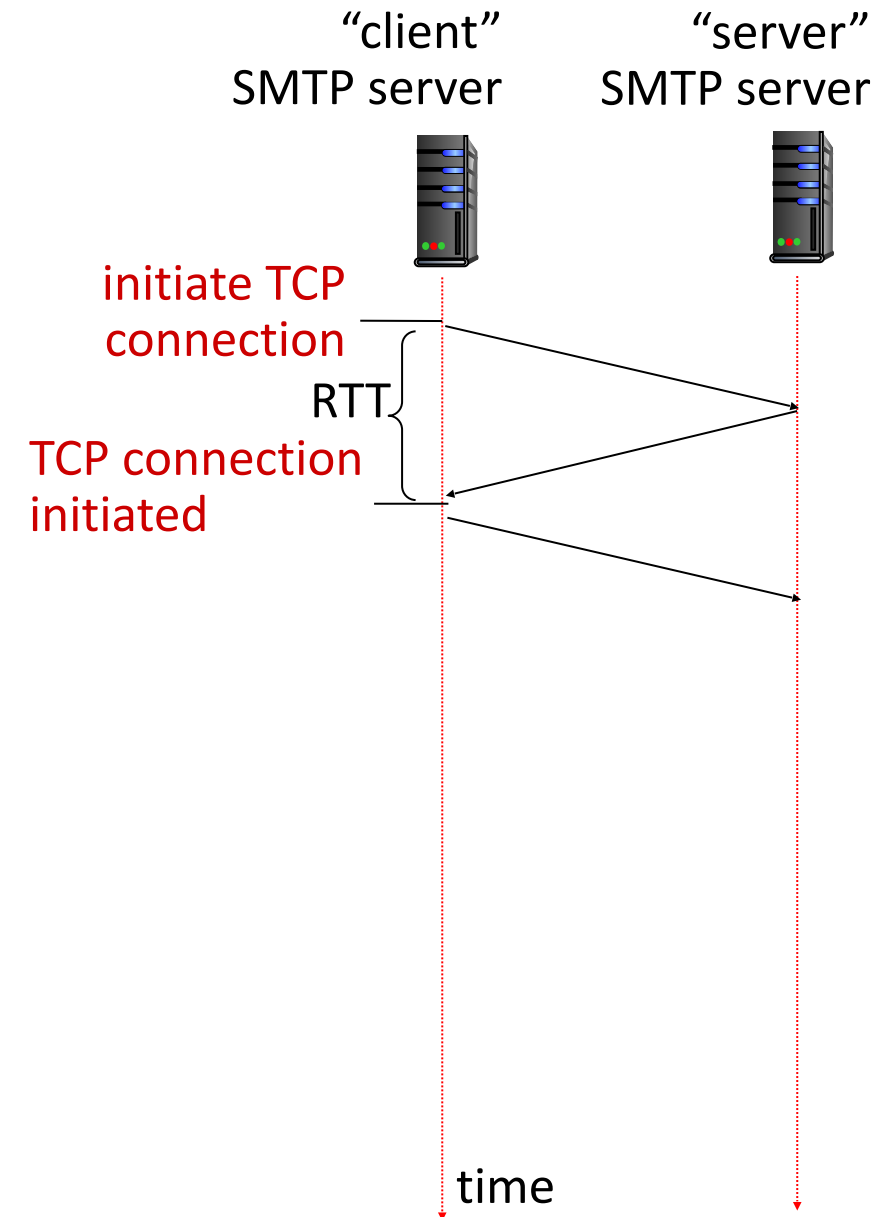 “client”
SMTP server
“server”
SMTP server
initiate TCP
connection
RTT
TCP connection
initiated
time